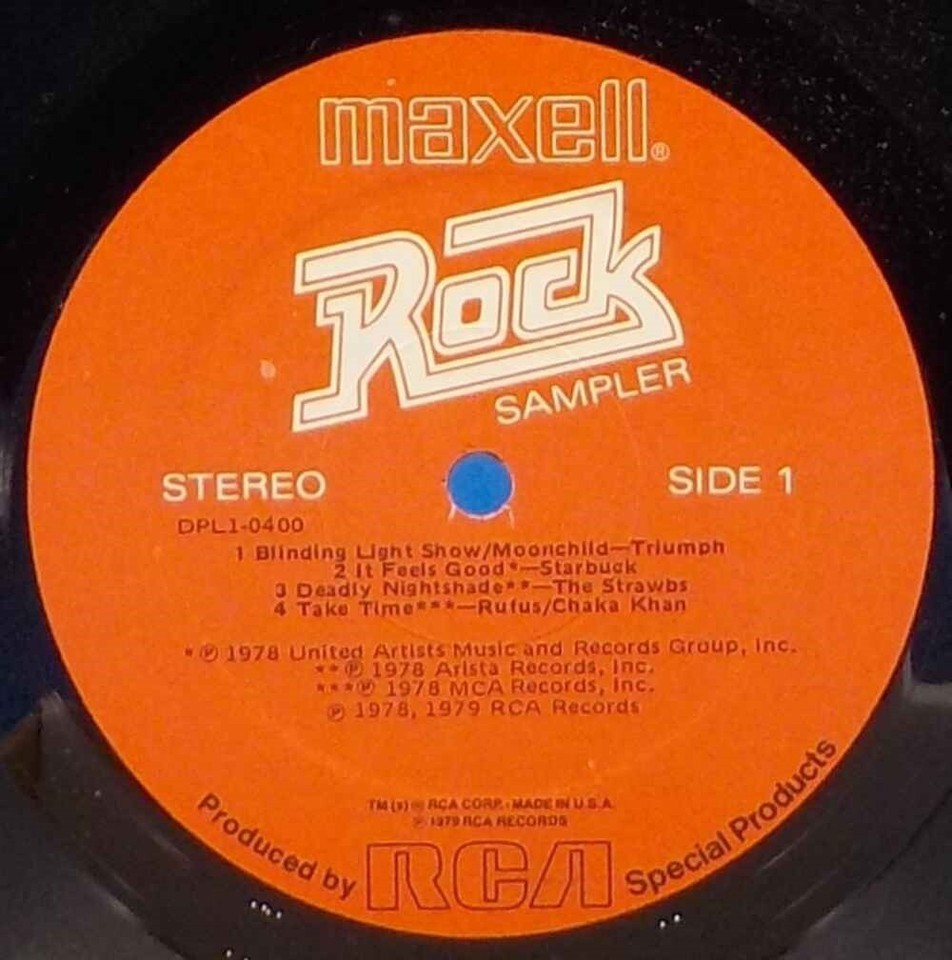 maxell®
Rock
SAMPLER
STEREO
SIDE 1
DPL1-0400
1 Blinding Light Show/Moonchild—Triumph
2 It Feels Good*—Starbuck
3 Deadly Nightshade**—The Strawbs
4 Take Time***—Rufus/Chaka Khan
*℗ 1978 United Artists Music and Records Group, Inc.
**℗ 1978 Arista Records, Inc.
***℗ 1978 MCA Records, Inc.
℗ 1978, 1979 RCA Records
TM(s) ® RCA CORP. · MADE IN U.S.A.
℗ 1979 RCA RECORDS
Produced by RCA Special Products